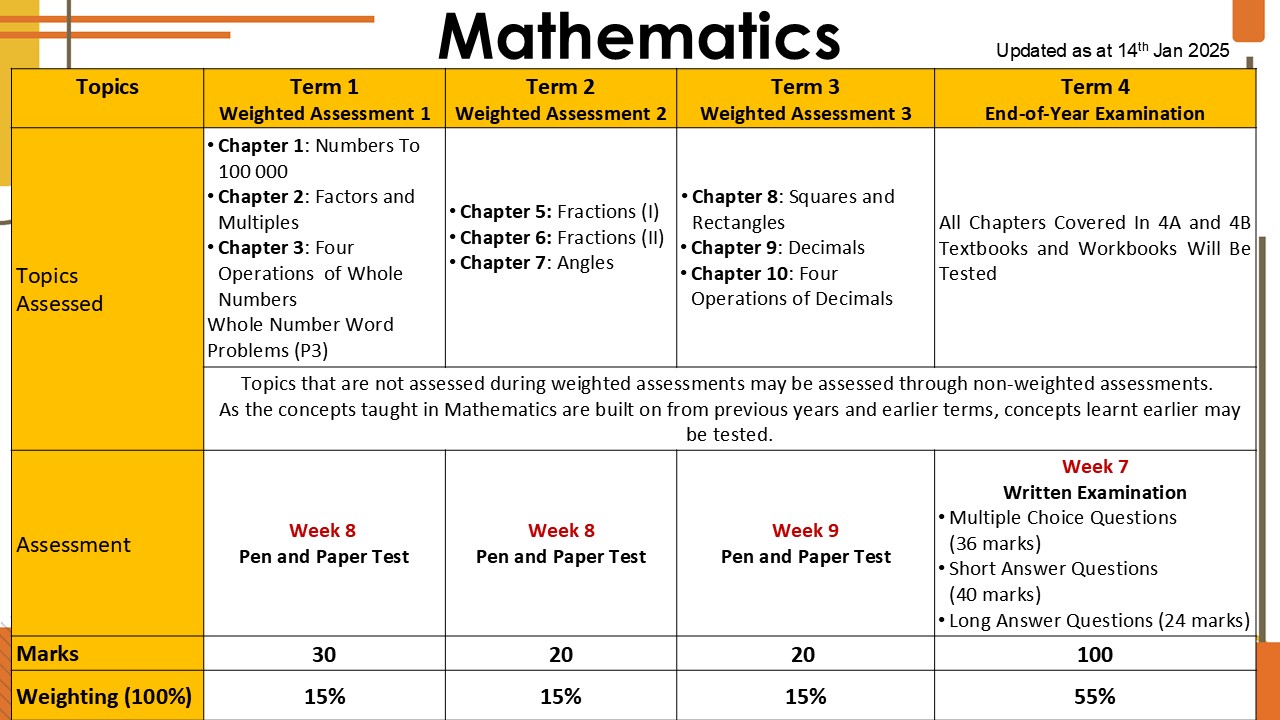 Mathematics
Updated as at 14th Jan 2025
Topics
Term 1
Weighted Assessment 1
Term 2
Weighted Assessment 2
Term 3
Weighted Assessment 3
Term 4
End-of-Year Examination
Topics
Assessed
• Chapter 1: Numbers To
100 000
• Chapter 2: Factors and
Multiples
• Chapter 3: Four
Operations of Whole
Numbers
Whole Number Word
Problems (P3)
• Chapter 5: Fractions (I)
• Chapter 6: Fractions (II)
• Chapter 7: Angles
• Chapter 8: Squares and
Rectangles
• Chapter 9: Decimals
• Chapter 10: Four
Operations of Decimals
All Chapters Covered In 4A and 4B
Textbooks and Workbooks Will Be
Tested
Topics that are not assessed during weighted assessments may be assessed through non-weighted assessments.
As the concepts taught in Mathematics are built on from previous years and earlier terms, concepts learnt earlier may
be tested.
Assessment
Week 8
Pen and Paper Test
Week 8
Pen and Paper Test
Week 9
Pen and Paper Test
Week 7
Written Examination
• Multiple Choice Questions
(36 marks)
• Short Answer Questions
(40 marks)
• Long Answer Questions (24 marks)
Marks
30
20
20
100
Weighting (100%)
15%
15%
15%
55%